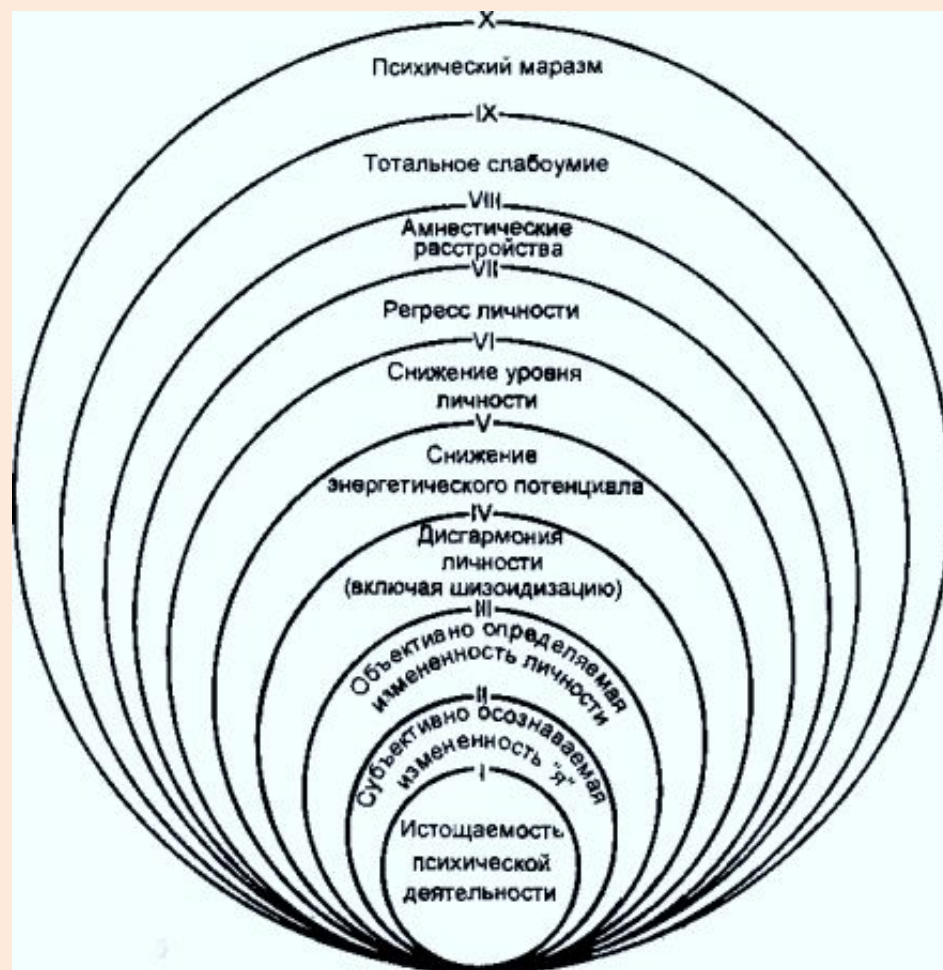 X
Психический маразм
IX
Тотальное слабоумие
VIII
Амнестические
расстройства
VII
Регресс личности
VI
Снижение уровня
личности
V
Снижение
энергетического потенциала
IV
Дисгармония
личности
(включая шизоидизацию)
III
Объективно определяемая
измененность личности
II
Субъективно осознаваемая
измененность "Я"
I
Истощаемость
психической
деятельности